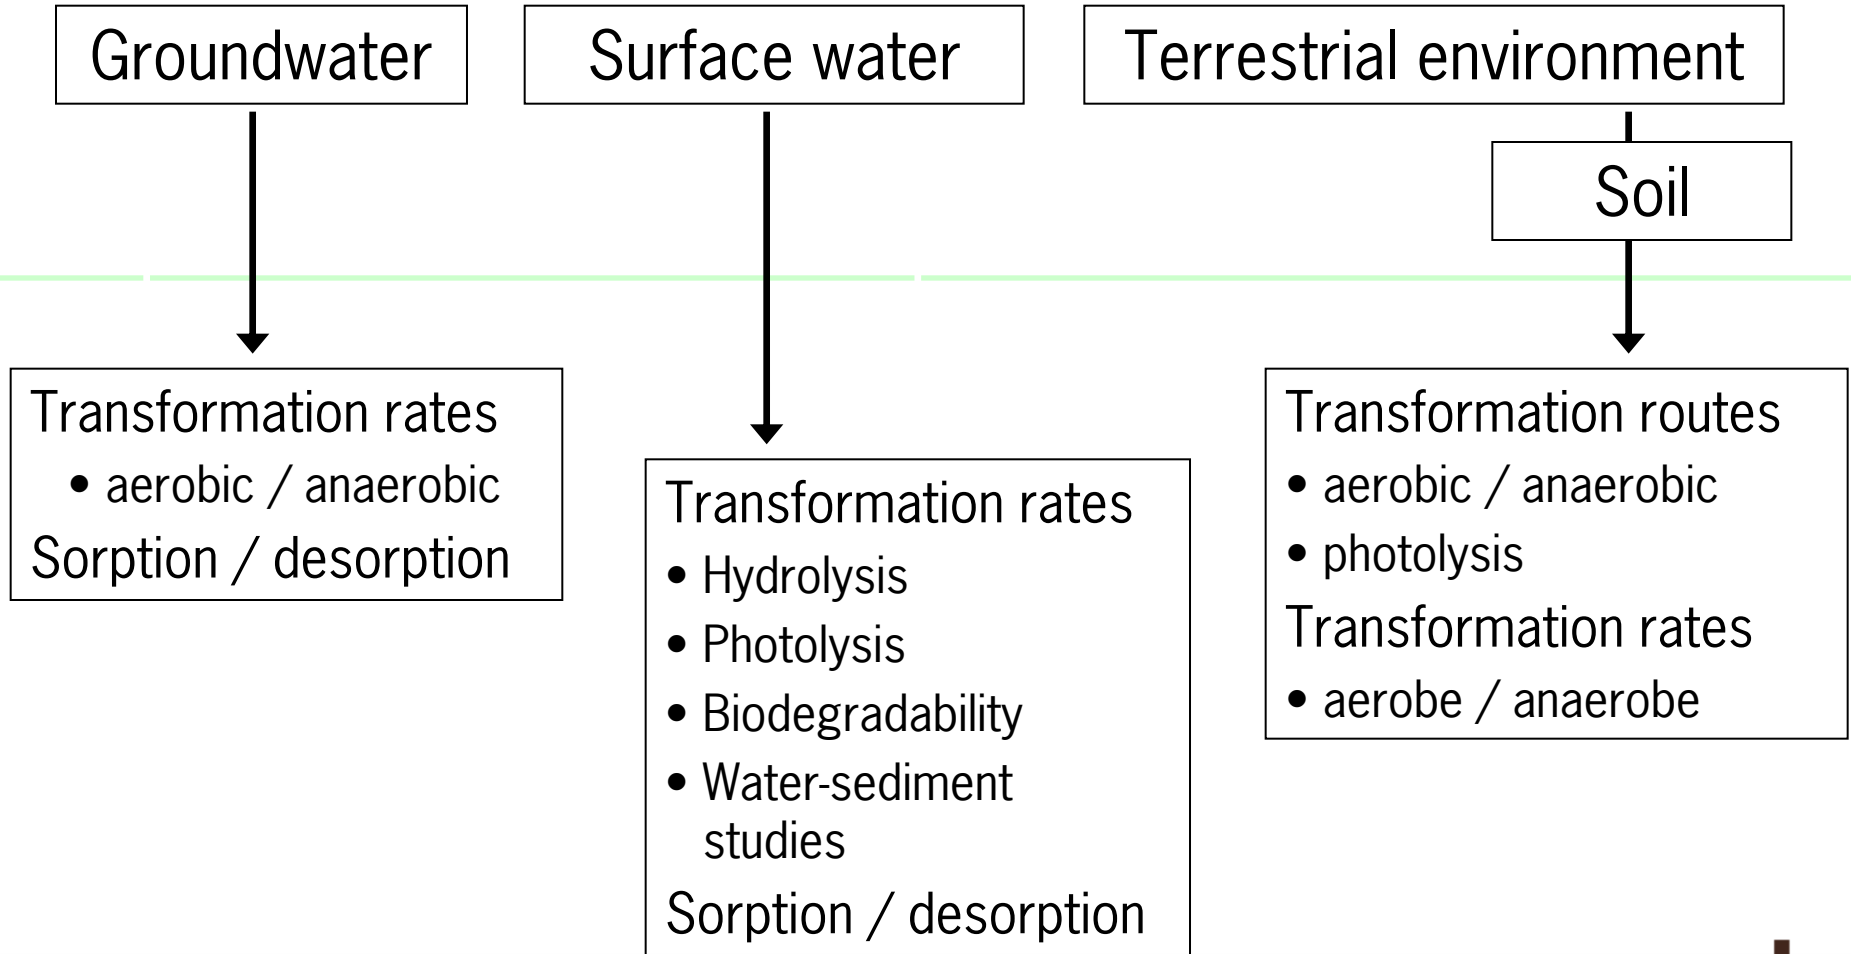 Groundwater
Surface water
Terrestrial environment
Soil
Transformation rates
• aerobic / anaerobic
Sorption / desorption
Transformation rates
• Hydrolysis
• Photolysis
• Biodegradability
• Water-sediment
studies
Sorption / desorption
Transformation routes
• aerobic / anaerobic
• photolysis
Transformation rates
• aerobe / anaerobe